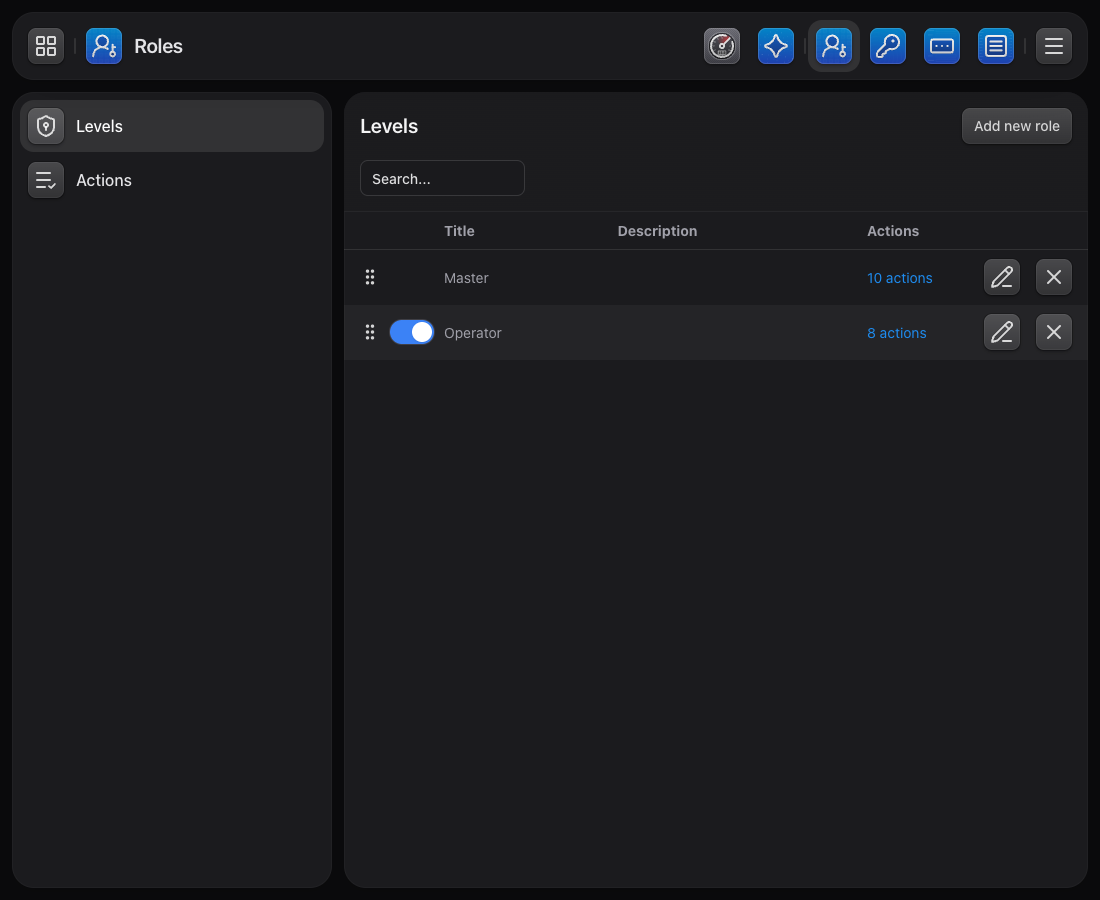 Roles
Levels
Actions
Levels
Add new role
Search...
Title Description Actions
Master 10 actions
Operator 8 actions